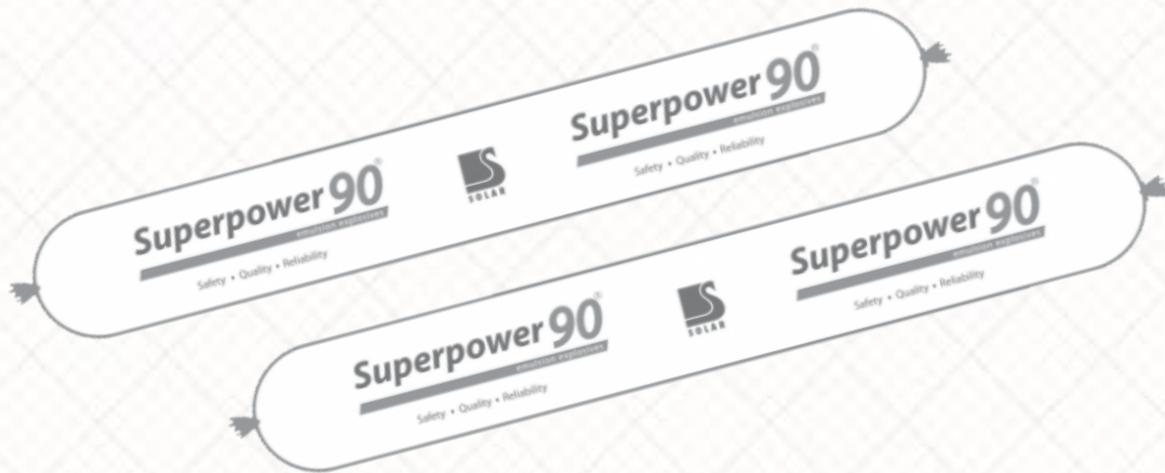 Superpower 90®
emulsion explosives
Safety • Quality • Reliability
SOLAR
Superpower 90®
emulsion explosives
Safety • Quality • Reliability
Superpower 90®
emulsion explosives
Safety • Quality • Reliability
SOLAR
Superpower 90®
emulsion explosives
Safety • Quality • Reliability